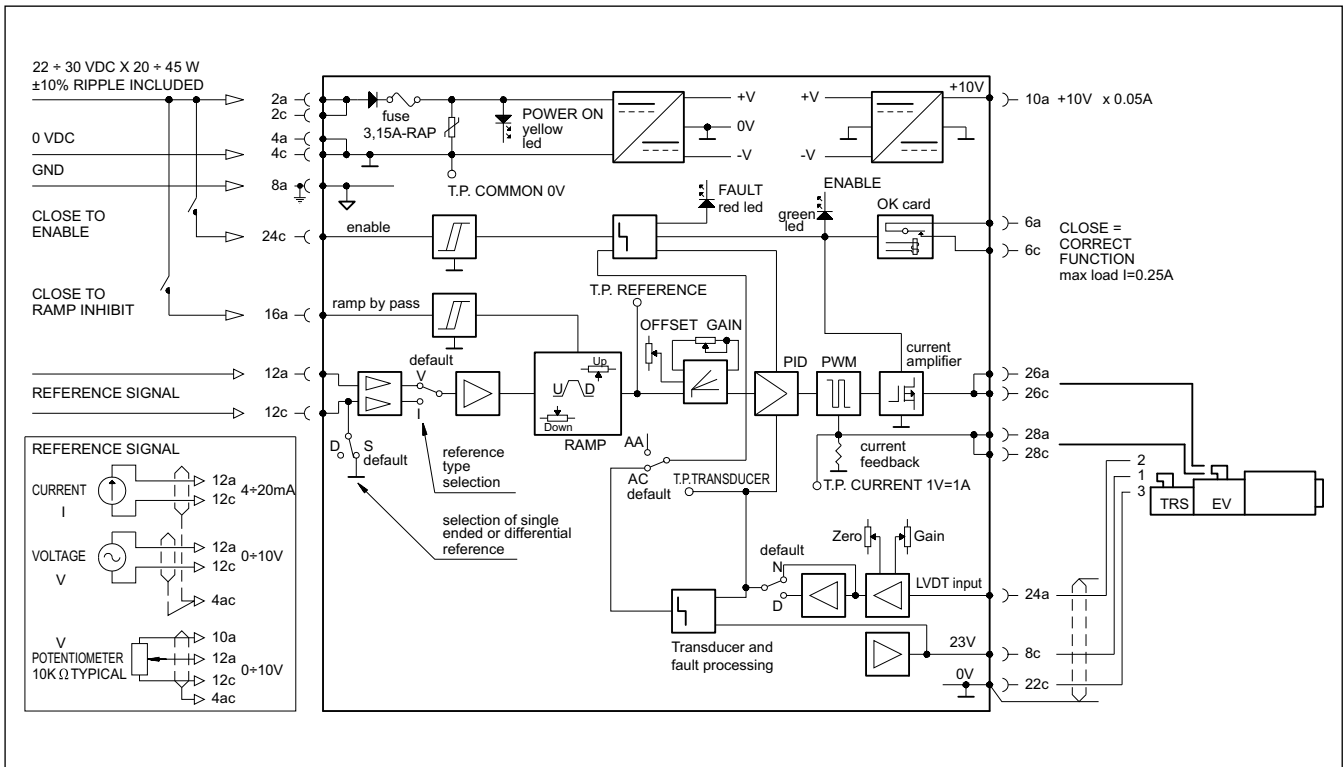 22 ÷ 30 VDC X 20 ÷ 45 W
±10% RIPPLE INCLUDED
0 VDC
GND
CLOSE TO
ENABLE
CLOSE TO
RAMP INHIBIT
REFERENCE SIGNAL
2a
2c
4a
4c
8a
24c
16a
12a
12c
fuse
3,15A-RAP
POWER ON
yellow
led
T.P. COMMON 0V
+V
0V
-V
+V
-V
+10V
10a +10V x 0.05A
enable
FAULT
red led
ENABLE
green
led
OK card
6a
6c
CLOSE =
CORRECT
FUNCTION
max load I=0.25A
ramp by pass
T.P. REFERENCE
OFFSET GAIN
default
V
I
D
S
default
reference
type
selection
selection of single
ended or differential
reference
Up
U
D
Down
RAMP
PID
PWM
current
amplifier
26a
26c
28a
28c
AA
AC
default
T.P.TRANSDUCER
current
feedback
T.P. CURRENT 1V=1A
2
1
3
TRS
EV
Zero
Gain
default
N
D
LVDT input
24a
Transducer and
fault processing
23V
8c
0V
22c
REFERENCE SIGNAL
CURRENT
I
12a
12c
4÷20mA
VOLTAGE
V
12a
12c
0÷10V
4ac
V
POTENTIOMETER
10K Ω TYPICAL
10a
12a
12c
0÷10V
4ac